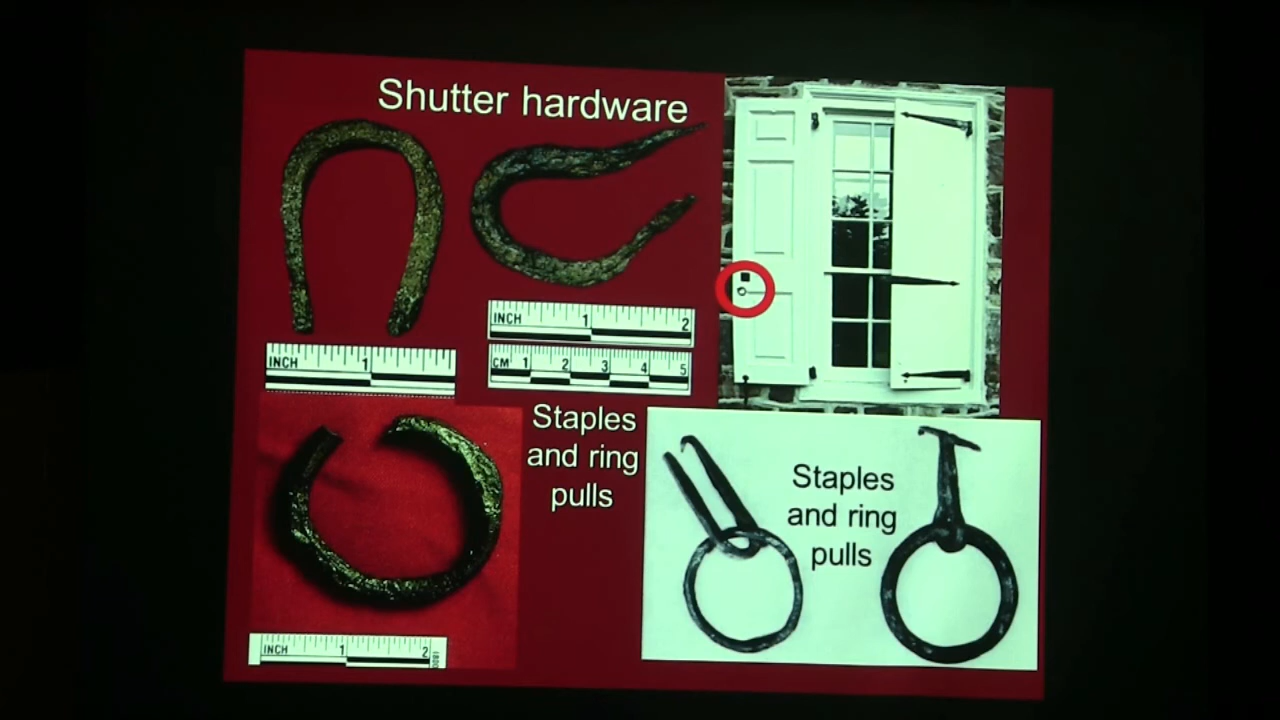 Shutter hardware
INCH 1
INCH 1 2
CM 1 2 3 4 5
Staples
and ring
pulls
Staples
and ring
pulls
INCH 1 2